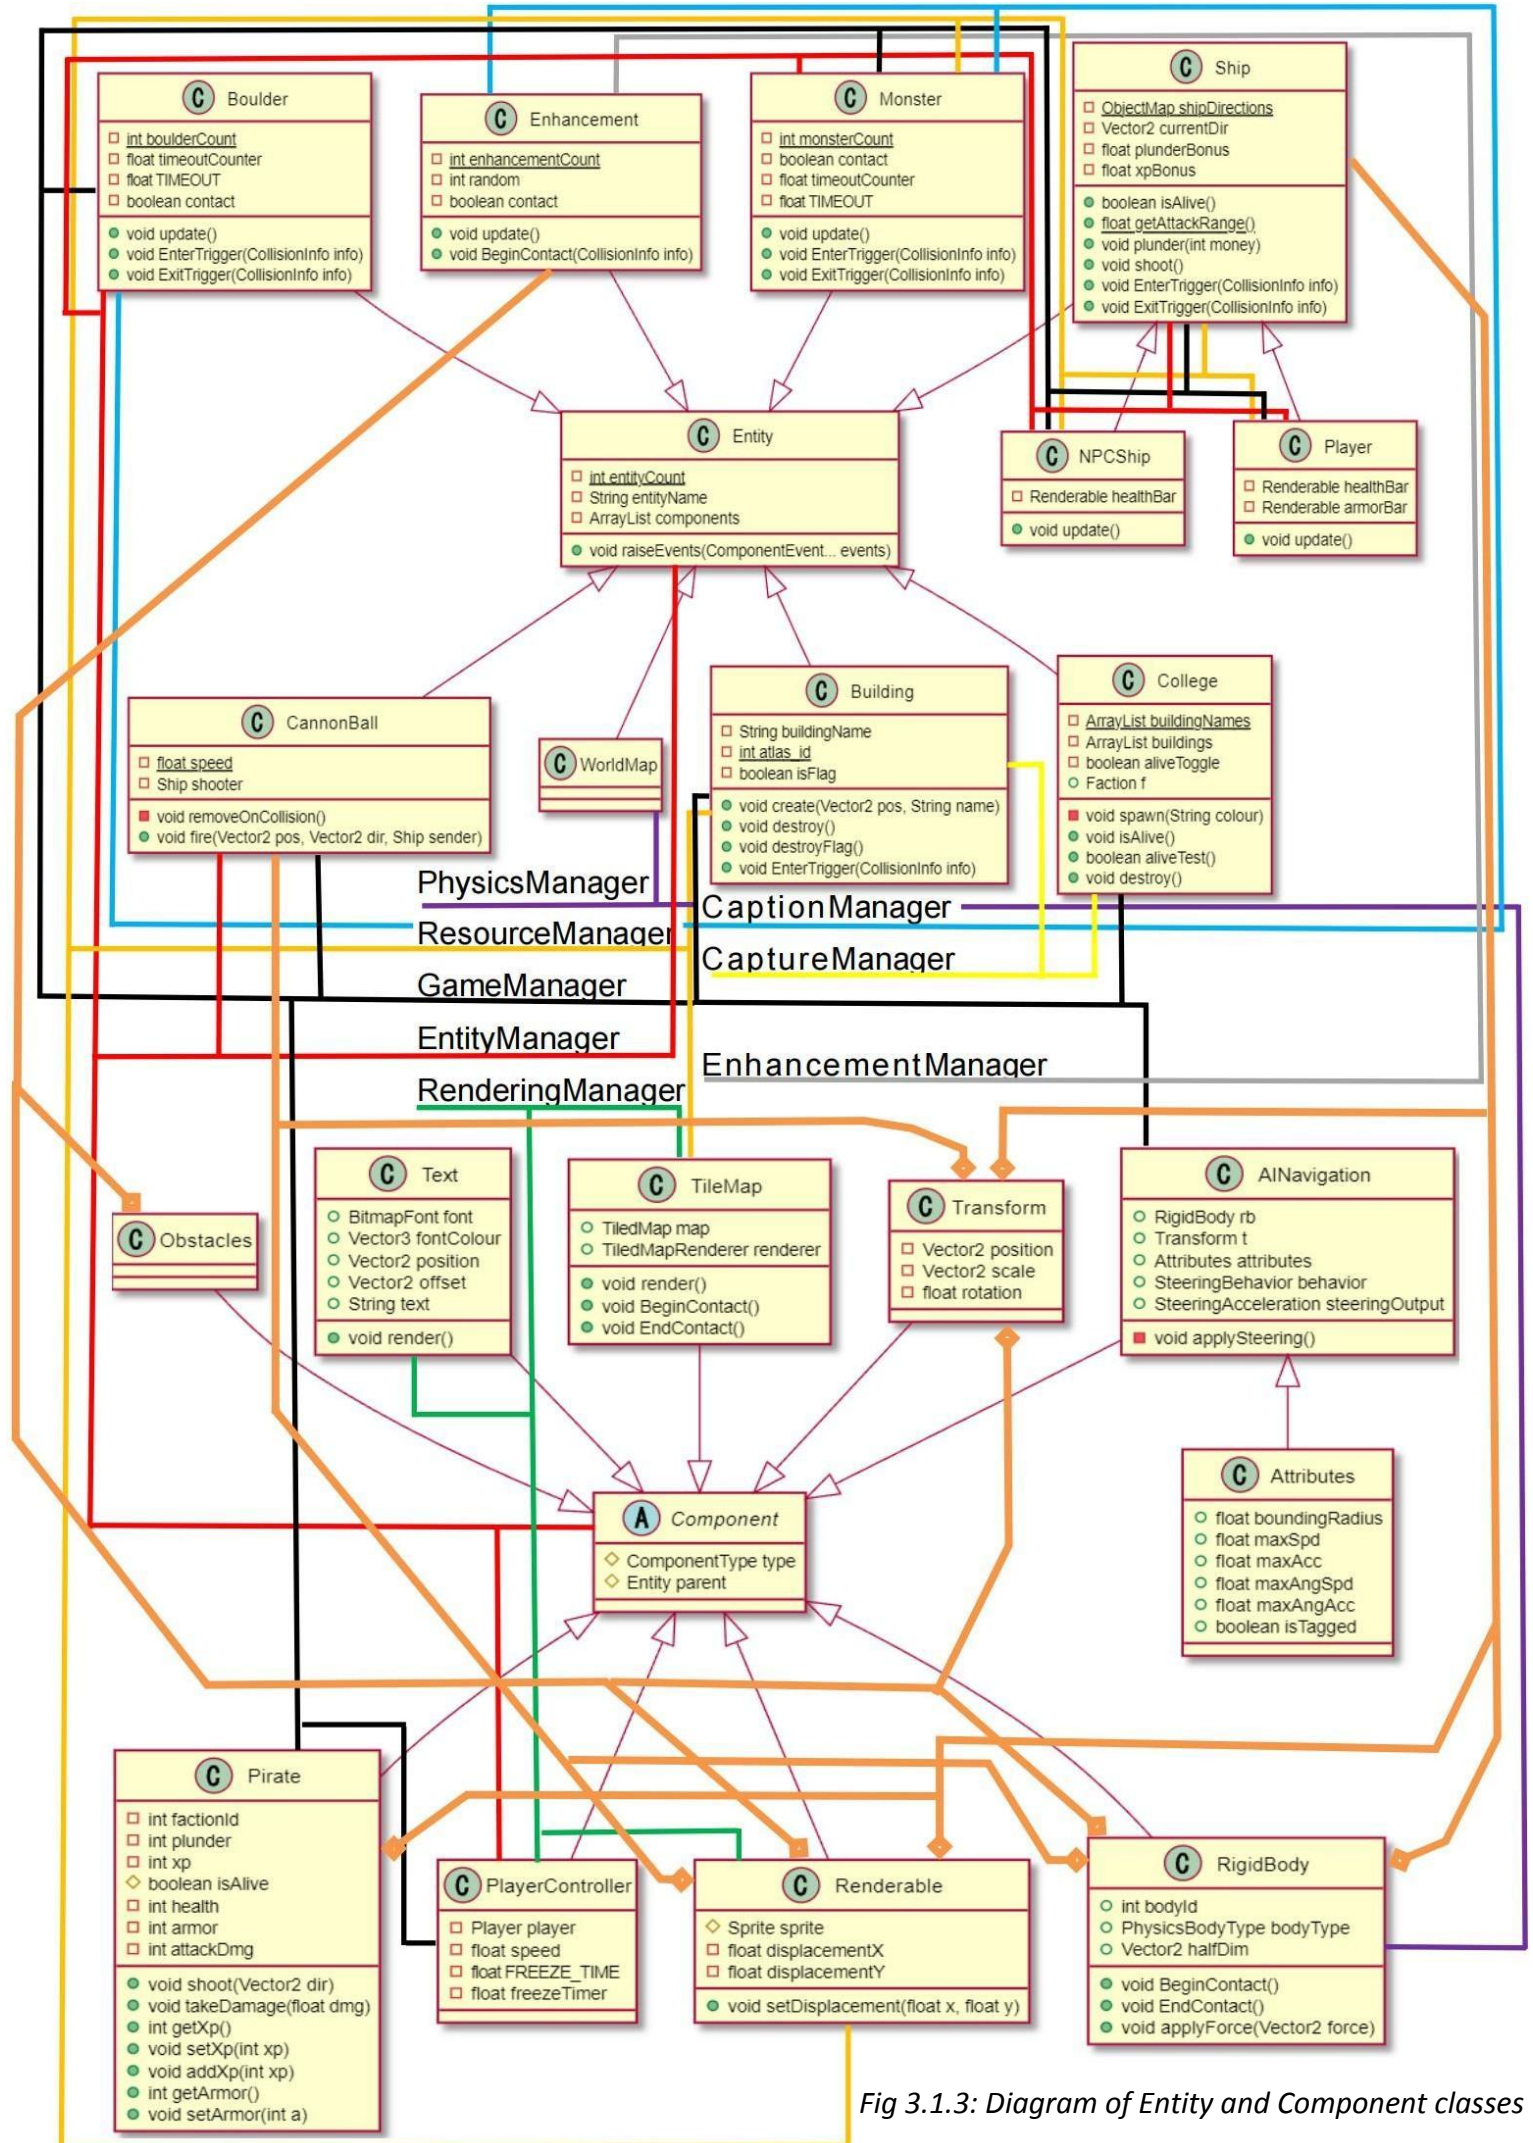 C Boulder
int boulderCount
float timeoutCounter
float TIMEOUT
boolean contact
void update()
void EnterTrigger(CollisionInfo info)
void ExitTrigger(CollisionInfo info)
C Enhancement
int enhancementCount
int random
boolean contact
void update()
void BeginContact(CollisionInfo info)
C Monster
int monsterCount
boolean contact
float timeoutCounter
float TIMEOUT
void update()
void EnterTrigger(CollisionInfo info)
void ExitTrigger(CollisionInfo info)
C Ship
ObjectMap shipDirections
Vector2 currentDir
float plunderBonus
float xpBonus
boolean isAlive()
float getAttackRange()
void plunder(int money)
void shoot()
void EnterTrigger(CollisionInfo info)
void ExitTrigger(CollisionInfo info)
C Entity
int entityCount
String entityName
ArrayList components
void raiseEvents(ComponentEvent... events)
C NPCShip
Renderable healthBar
void update()
C Player
Renderable healthBar
Renderable armorBar
void update()
C CannonBall
float speed
Ship shooter
void removeOnCollision()
void fire(Vector2 pos, Vector2 dir, Ship sender)
C WorldMap
C Building
String buildingName
int atlas_id
boolean isFlag
void create(Vector2 pos, String name)
void destroy()
void destroyFlag()
void EnterTrigger(CollisionInfo info)
C College
ArrayList buildingNames
ArrayList buildings
boolean aliveToggle
Faction f
void spawn(String colour)
void isAlive()
boolean aliveTest()
void destroy()
PhysicsManager
CaptionManager
ResourceManager
CaptureManager
GameManager
EntityManager
EnhancementManager
RenderingManager
C Obstacles
C Text
BitmapFont font
Vector3 fontColour
Vector2 position
Vector2 offset
String text
void render()
C TileMap
TiledMap map
TiledMapRenderer renderer
void render()
void BeginContact()
void EndContact()
C Transform
Vector2 position
Vector2 scale
float rotation
C AINavigation
RigidBody rb
Transform t
Attributes attributes
SteeringBehavior behavior
SteeringAcceleration steeringOutput
void applySteering()
A Component
ComponentType type
Entity parent
C Attributes
float boundingRadius
float maxSpd
float maxAcc
float maxAngSpd
float maxAngAcc
boolean isTagged
C Pirate
int factionId
int plunder
int xp
boolean isAlive
int health
int armor
int attackDmg
void shoot(Vector2 dir)
void takeDamage(float dmg)
int getXp()
void setXp(int xp)
void addXp(int xp)
int getArmor()
void setArmor(int a)
C PlayerController
Player player
float speed
float FREEZE_TIME
float freezeTimer
C Renderable
Sprite sprite
float displacementX
float displacementY
void setDisplacement(float x, float y)
C RigidBody
int bodyId
PhysicsBodyType bodyType
Vector2 halfDim
void BeginContact()
void EndContact()
void applyForce(Vector2 force)
Fig 3.1.3: Diagram of Entity and Component classes